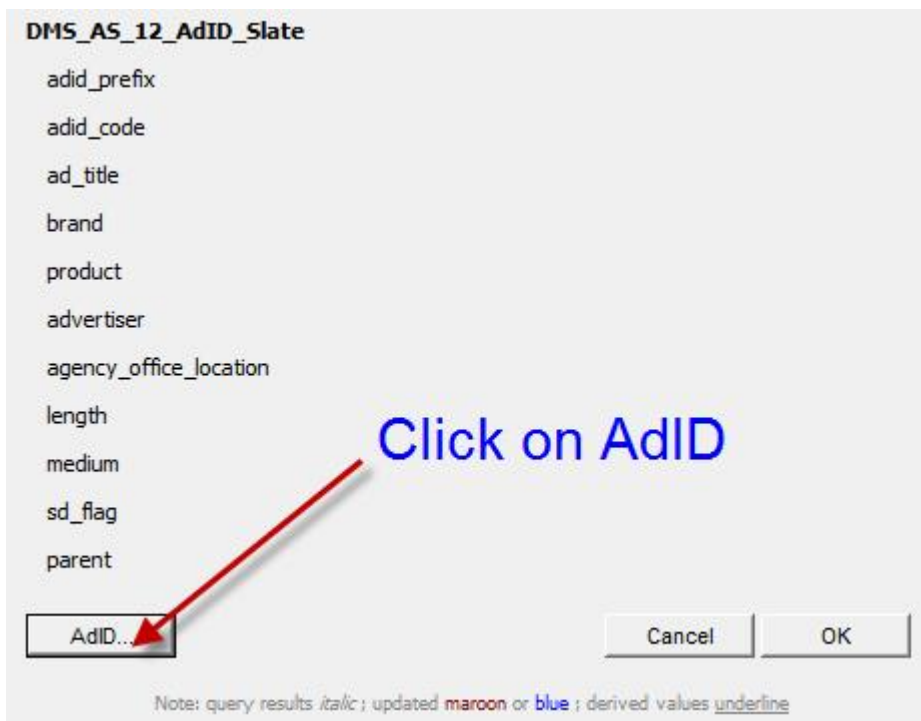 DMS_AS_12_AdID_Slate
adid_prefix
adid_code
ad_title
brand
product
advertiser
agency_office_location
length
Click on AdID
medium
sd_flag
parent
AdID...
Cancel
OK
Note: query results italic ; updated maroon or blue ; derived values underline